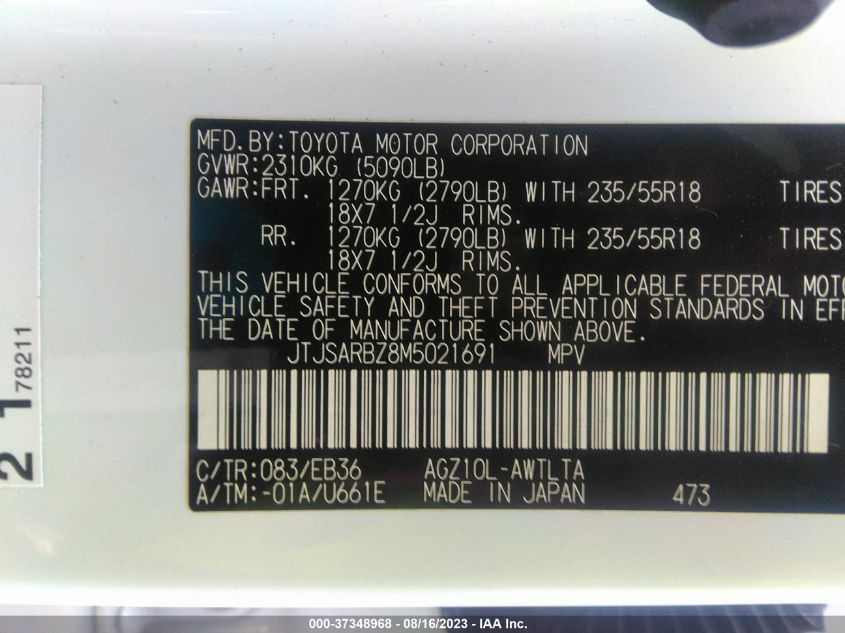 MFD. BY: TOYOTA MOTOR CORPORATION
GVWR: 2310KG (5090LB)
GAWR: FRT. 1270KG (2790LB) WITH 235/55R18 TIRES
18X7 1/2J RIMS.
RR. 1270KG (2790LB) WITH 235/55R18 TIRES
18X7 1/2J RIMS.
THIS VEHICLE CONFORMS TO ALL APPLICABLE FEDERAL MOTO
VEHICLE SAFETY AND THEFT PREVENTION STANDARDS IN EFF
THE DATE OF MANUFACTURE SHOWN ABOVE.
JTJSARBZ8M5021691 MPV
C/TR: 083/EB36 AGZ10L-AWTLTA
A/TM: -01A/U661E MADE IN JAPAN 473
2 1 78211
000-37348968 - 08/16/2023 - IAA Inc.